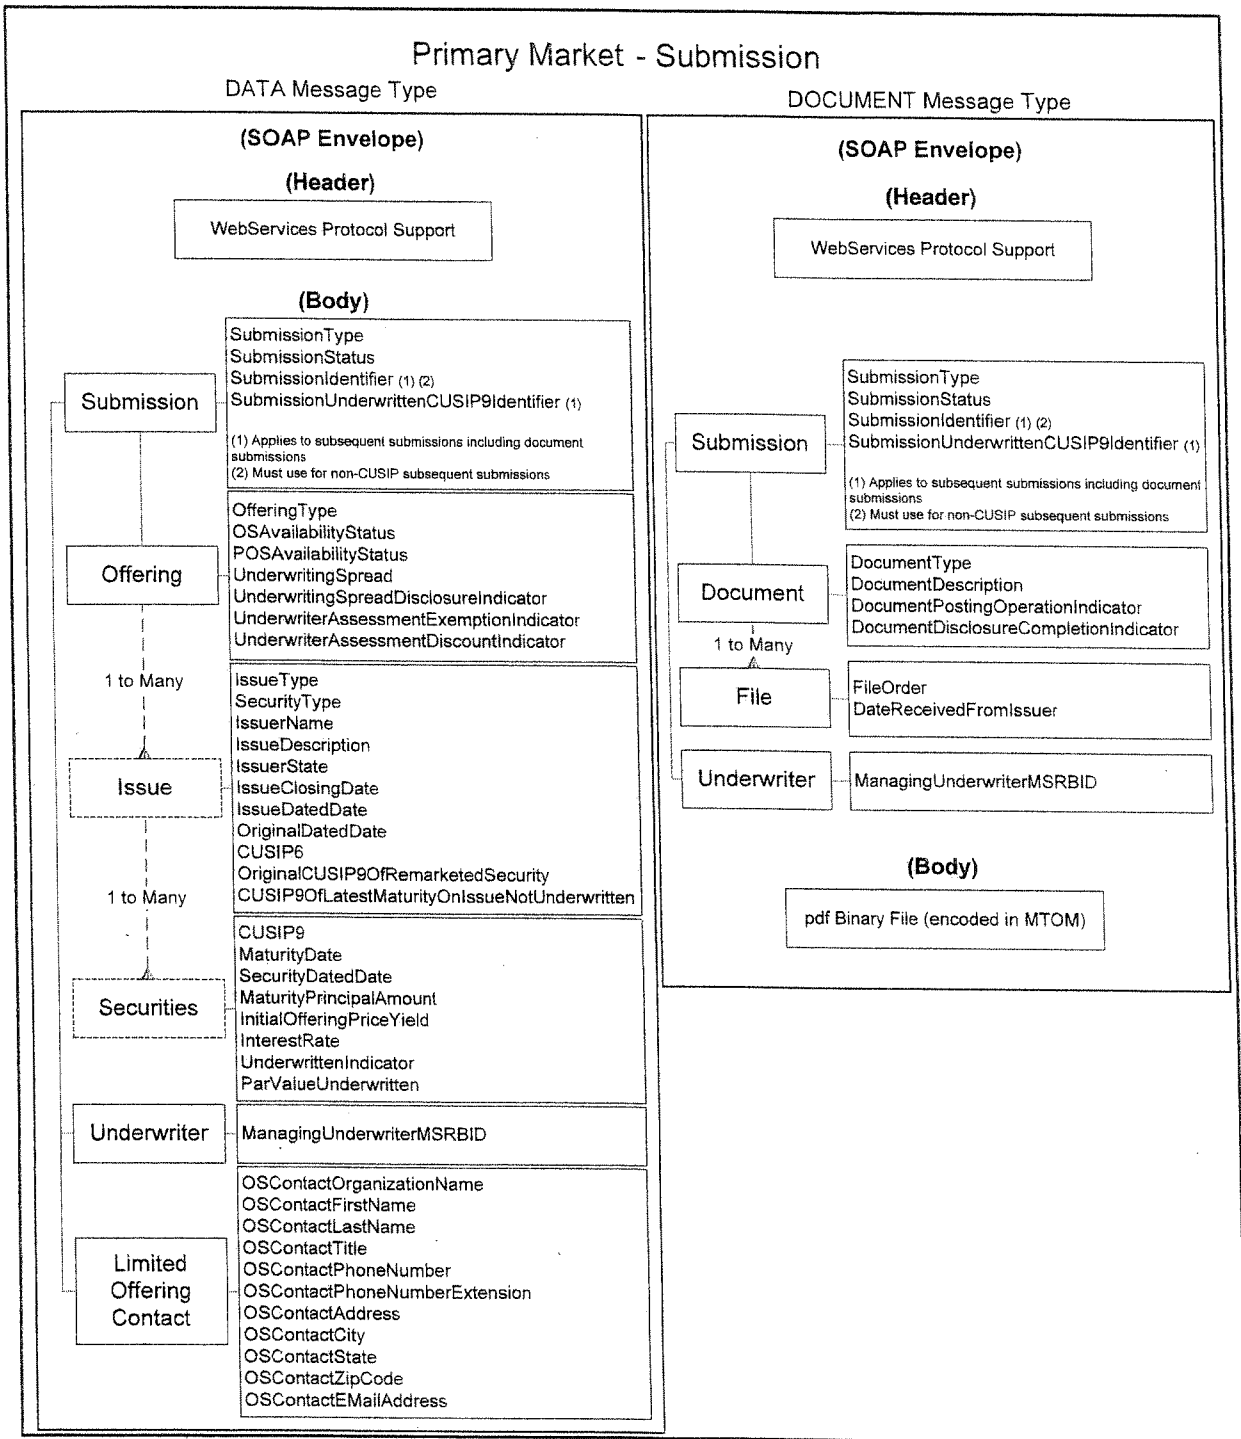 Primary Market - Submission
DATA Message Type
(SOAP Envelope)
(Header)
WebServices Protocol Support
(Body)
Submission
SubmissionType
SubmissionStatus
SubmissionIdentifier (1) (2)
SubmissionUnderwrittenCUSIP9Identifier (1)
(1) Applies to subsequent submissions including document
submissions
(2) Must use for non-CUSIP subsequent submissions
Offering
OfferingType
OSAvailabilityStatus
POSAvailabilityStatus
UnderwritingSpread
UnderwritingSpreadDisclosureIndicator
UnderwriterAssessmentExemptionIndicator
UnderwriterAssessmentDiscountIndicator
1 to Many
Issue
IssueType
SecurityType
IssuerName
IssueDescription
IssuerState
IssueClosingDate
IssueDatedDate
OriginalDatedDate
CUSIP6
OriginalCUSIP9OfRemarketedSecurity
CUSIP9OfLatestMaturityOnIssueNotUnderwritten
1 to Many
Securities
CUSIP9
MaturityDate
SecurityDatedDate
MaturityPrincipalAmount
InitialOfferingPriceYield
InterestRate
UnderwrittenIndicator
ParValueUnderwritten
Underwriter
ManagingUnderwriterMSRBID
Limited
Offering
Contact
OSContactOrganizationName
OSContactFirstName
OSContactLastName
OSContactTitle
OSContactPhoneNumber
OSContactPhoneNumberExtension
OSContactAddress
OSContactCity
OSContactState
OSContactZipCode
OSContactEMailAddress
DOCUMENT Message Type
(SOAP Envelope)
(Header)
WebServices Protocol Support
Submission
SubmissionType
SubmissionStatus
SubmissionIdentifier (1) (2)
SubmissionUnderwrittenCUSIP9Identifier (1)
(1) Applies to subsequent submissions including document
submissions
(2) Must use for non-CUSIP subsequent submissions
Document
DocumentType
DocumentDescription
DocumentPostingOperationIndicator
DocumentDisclosureCompletionIndicator
1 to Many
File
FileOrder
DateReceivedFromIssuer
Underwriter
ManagingUnderwriterMSRBID
(Body)
pdf Binary File (encoded in MTOM)